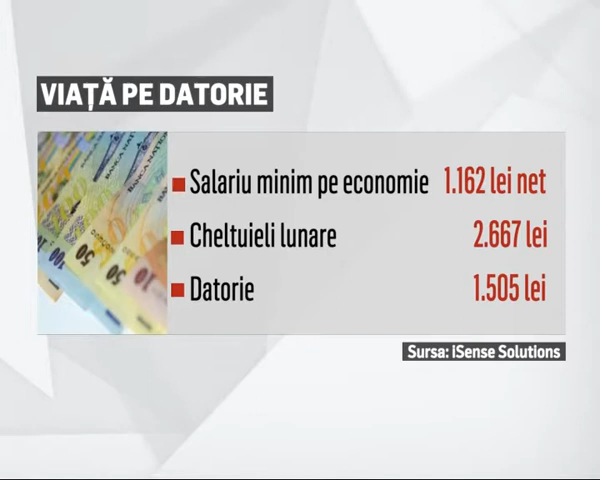 VIAȚĂ PE DATORIE
Salariu minim pe economie 1.162 lei net
Cheltuieli lunare 2.667 lei
Datorie 1.505 lei
Sursa: iSense Solutions